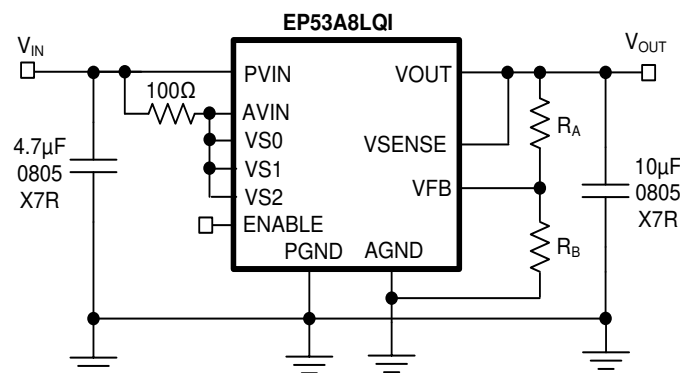 EP53A8LQI
V_IN
V_OUT
PVIN
VOUT
100Ω
AVIN
VS0
VSENSE
R_A
4.7µF
0805
X7R
VS1
VS2
VFB
10µF
0805
X7R
ENABLE
PGND
AGND
R_B